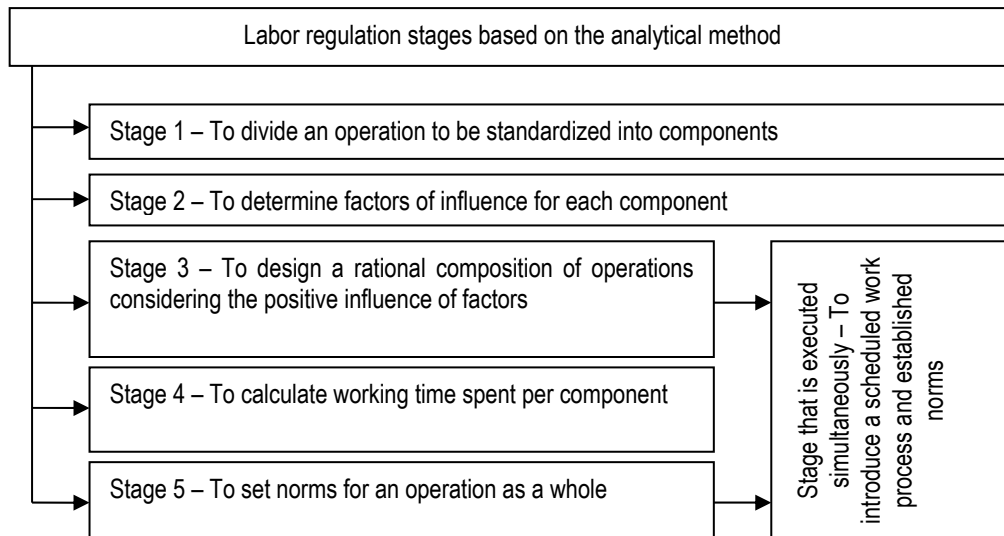 Labor regulation stages based on the analytical method
Stage 1 – To divide an operation to be standardized into components
Stage 2 – To determine factors of influence for each component
Stage 3 – To design a rational composition of operations
considering the positive influence of factors
Stage 4 – To calculate working time spent per component
Stage 5 – To set norms for an operation as a whole
Stage that is executed
simultaneously – To
introduce a scheduled work
process and established
norms